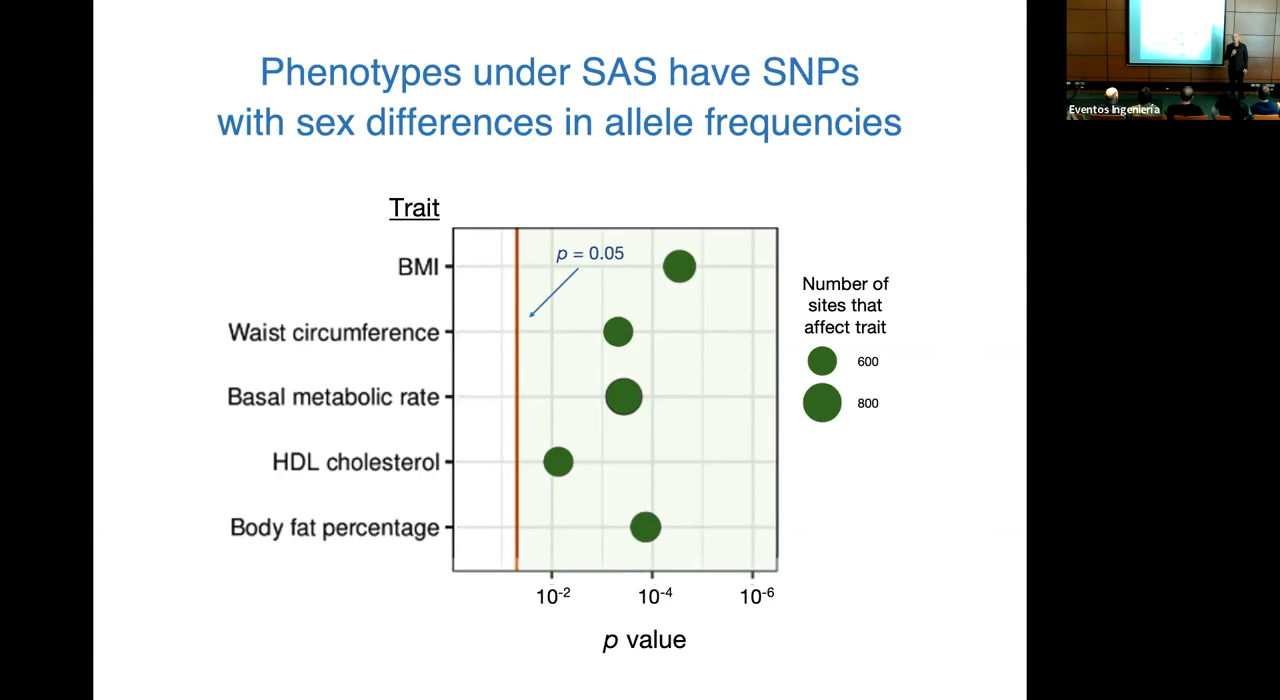 Phenotypes under SAS have SNPs
with sex differences in allele frequencies
Eventos Ingeniería
Trait
BMI
Waist circumference
Basal metabolic rate
HDL cholesterol
Body fat percentage
p = 0.05
10⁻²
10⁻⁴
10⁻⁶
p value
Number of
sites that
affect trait
600
800